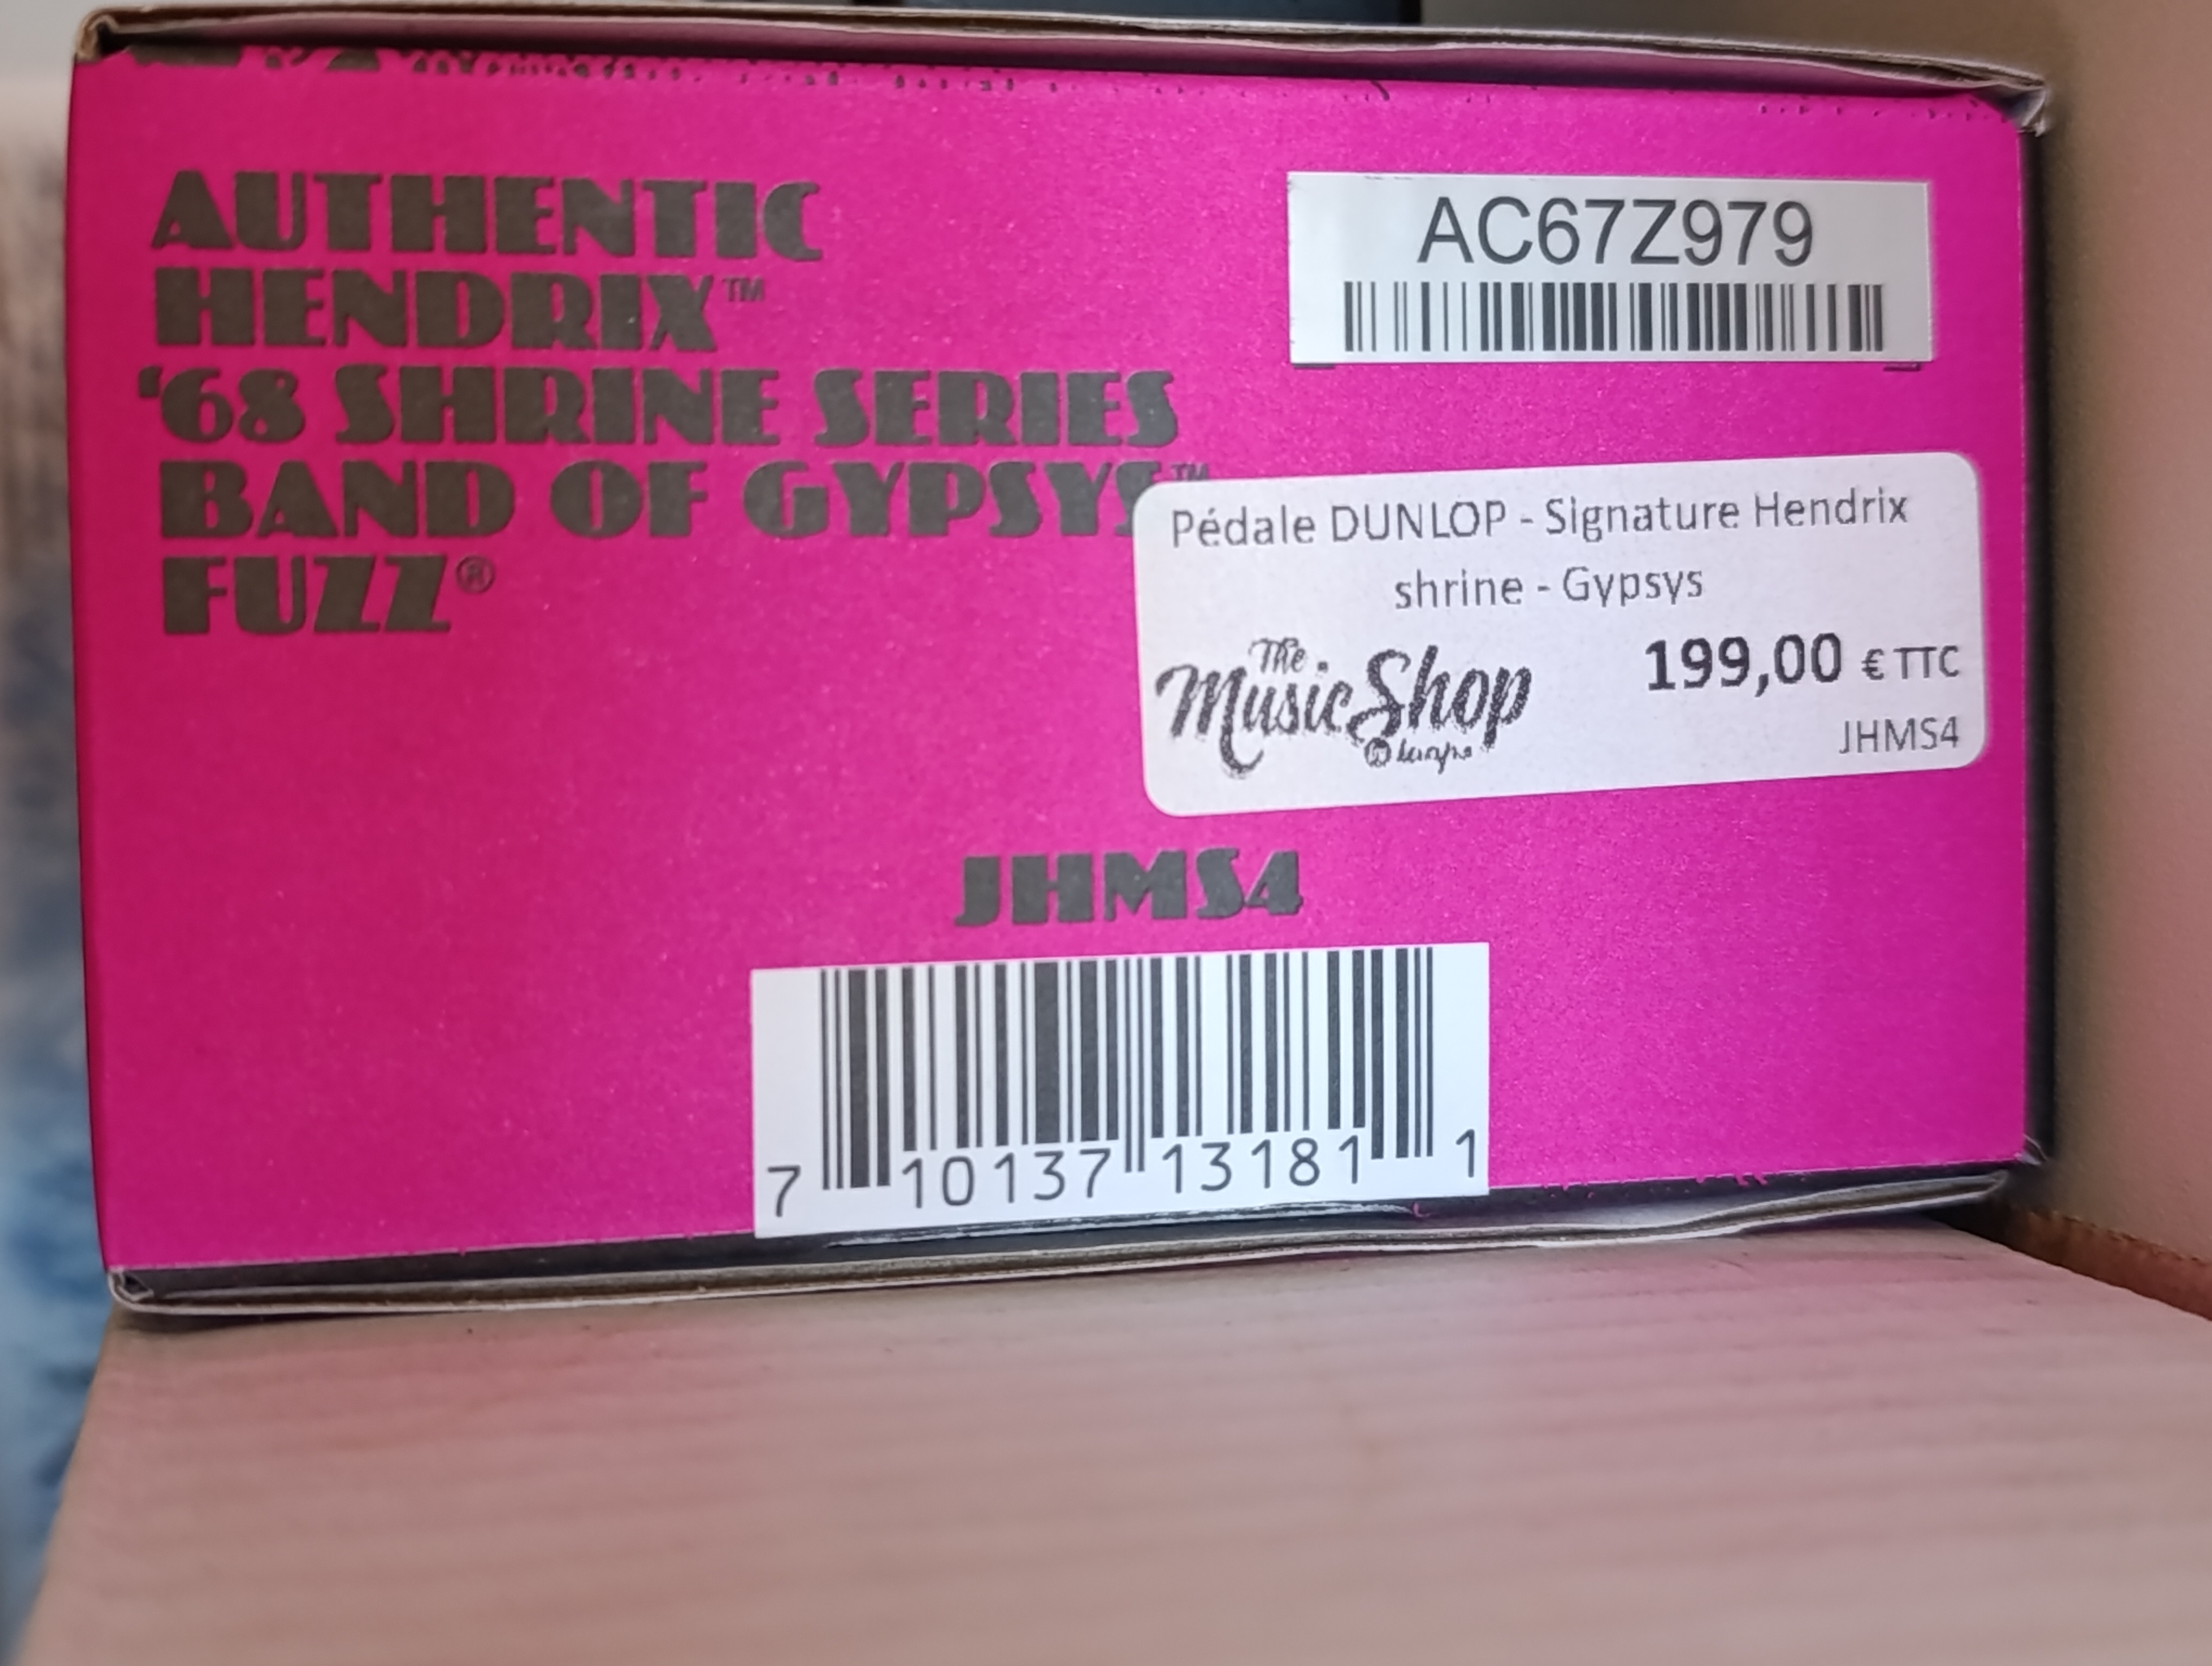 AUTHENTIC
HENDRIX™
'68 SHRINE SERIES
BAND OF GYPSYS™
FUZZ®
AC67Z979
Pédale DUNLOP - Signature Hendrix
shrine - Gypsys
The
Music Shop
199,00 € TTC
JHMS4
JHMS4
7 10137 13181 1